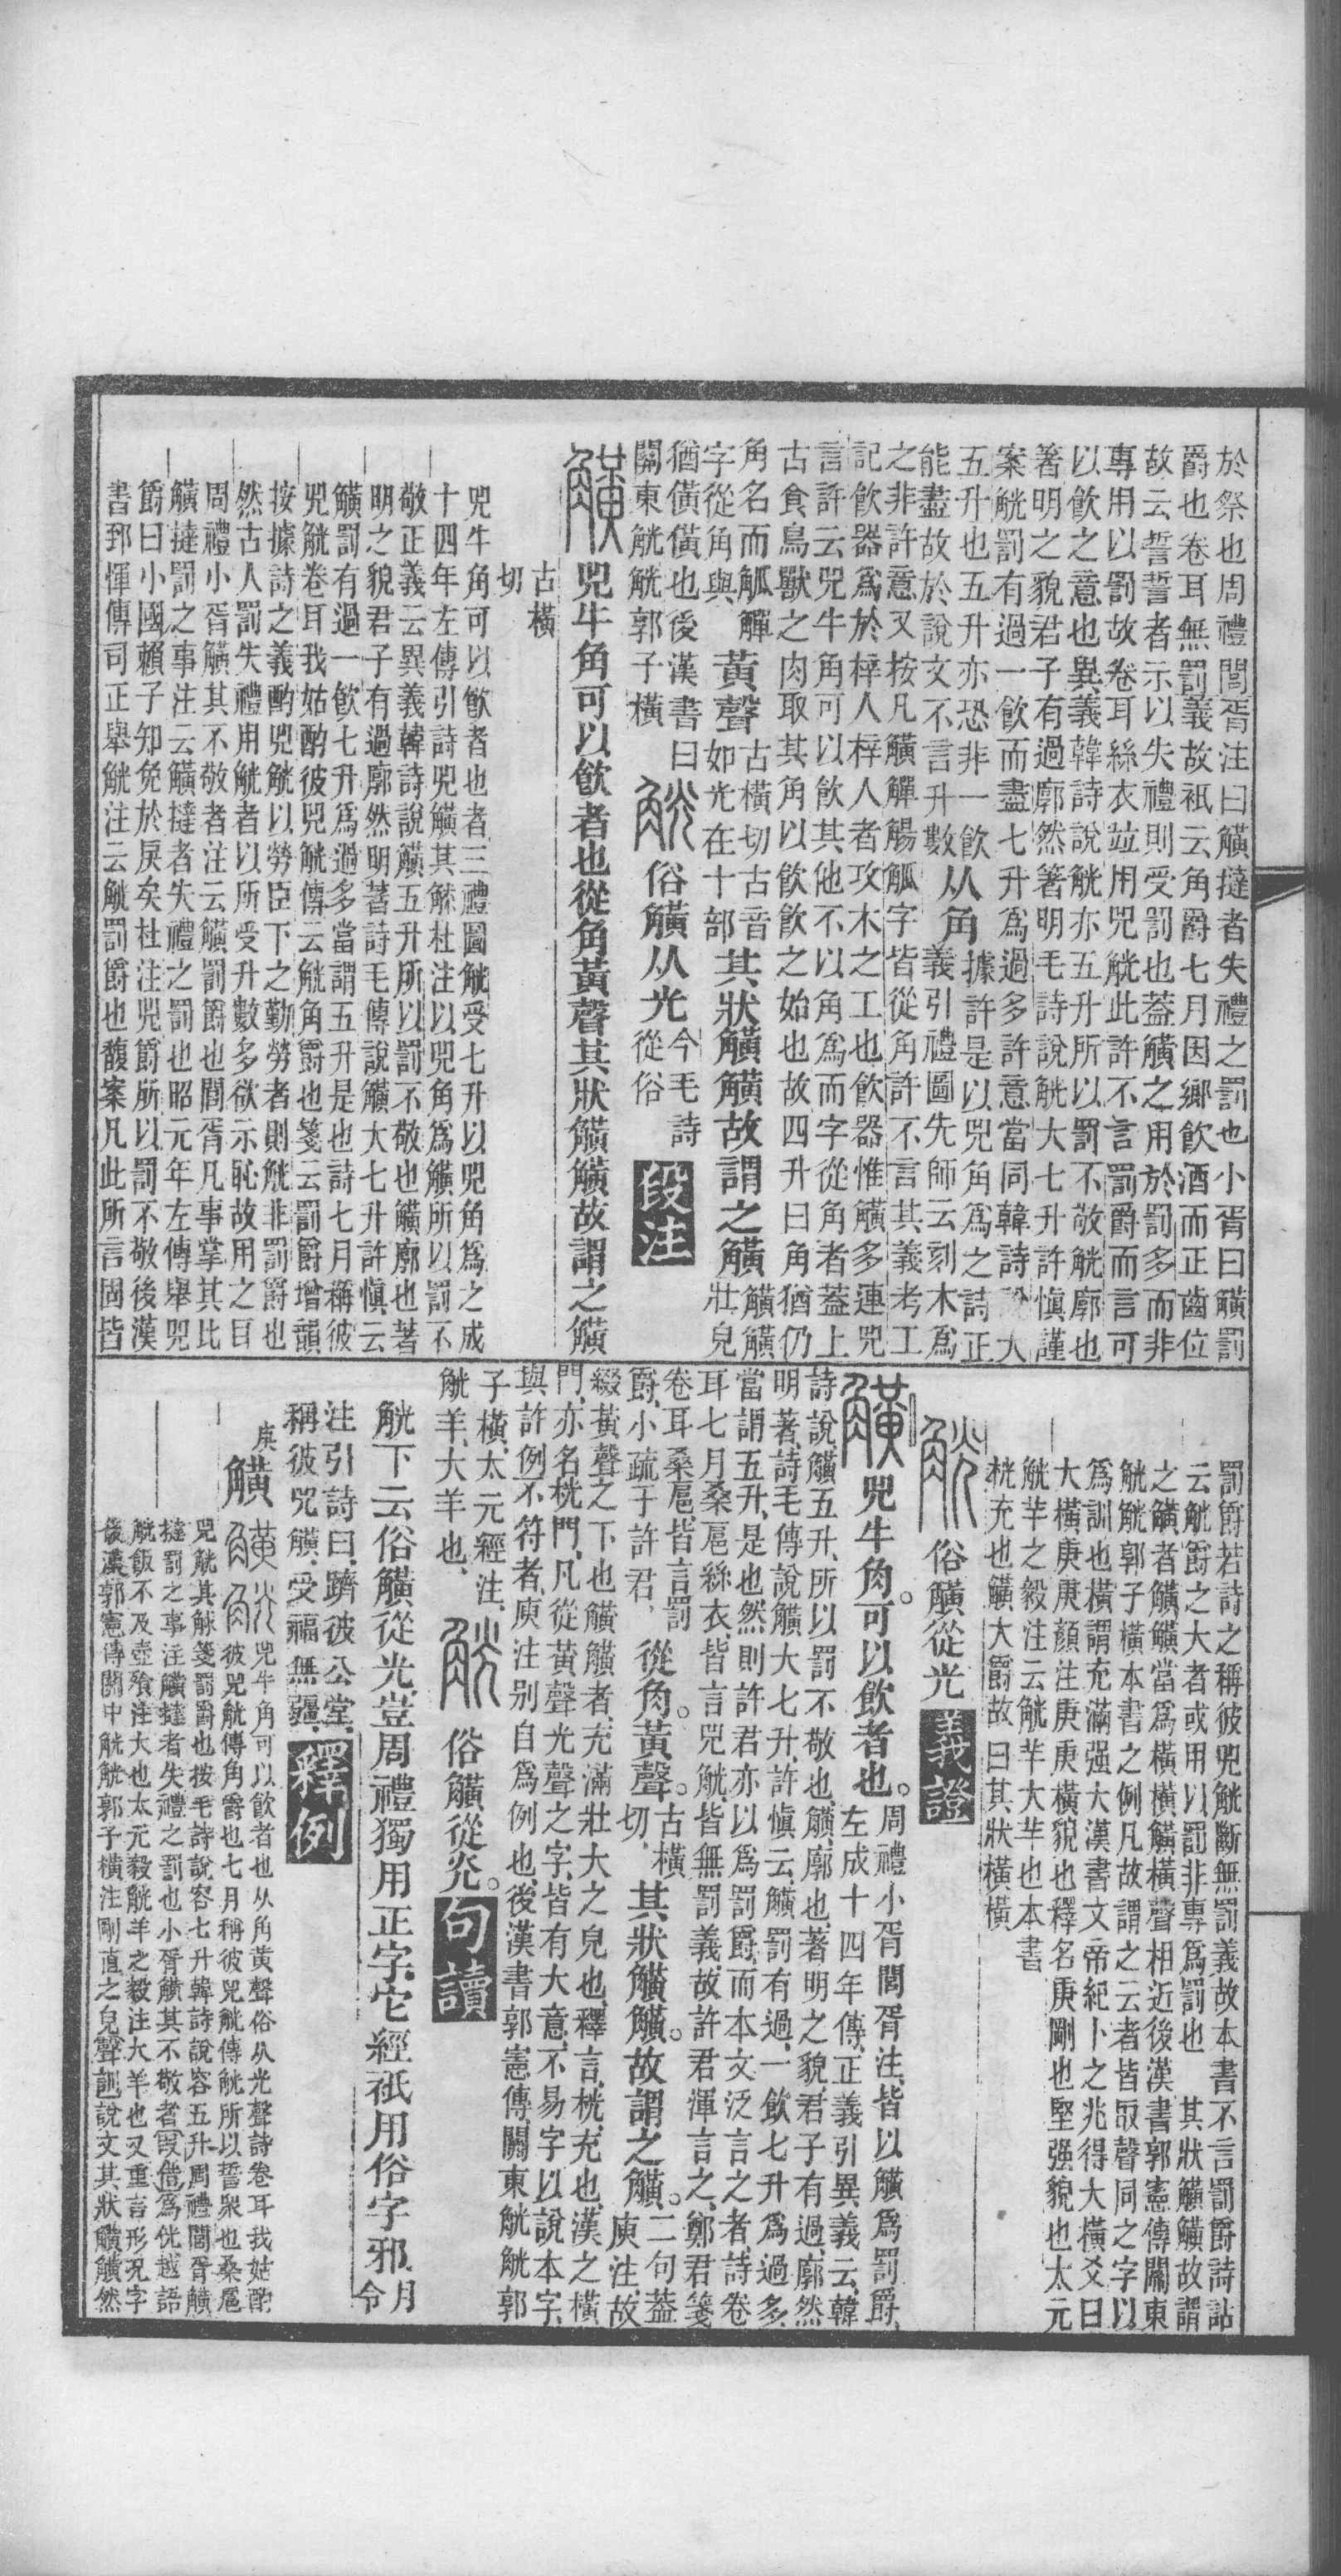 於祭也周禮閭胥注曰觵撻者失禮之罰也小胥曰觵罰
爵也卷耳無罰義故祇云角爵七月因鄉飲酒而正齒位
故云誓誓者示以失禮則受罰也蓋觵之用於罰多而非
專用以罰故卷耳絲衣竝用兕觥此許不言罰爵而言可
以飲之意也異義韓詩說觥亦五升所以罰不敬觥廓也
箸明之貌君子有過廓然箸明毛詩說觥大七升許慎謹
案觥罰有過一飲而盡七升爲過多許意當同韓詩說大
五升也五升亦恐非一飲
能盡故於說文不言升數
从角
據許是以兕角爲之詩正
義引禮圖先師云刻木爲
之非許意又按凡觵觶觴觚字皆從角許不言其義考工
記飲器爲於梓人梓人者攻木之工也飲器惟觵多連兕
言許云兕牛角可以飲其他不以角爲而字從角者蓋上
古食鳥獸之肉取其角以飲飲之始也故四升曰角猶仍
角名而觚觶
字從角與
黃聲
古橫切古音
如光在十部
其狀觵觵故謂之觵
觵觵
壯皃
猶僙僙也後漢書曰
關東觥觥郭子橫
觥
俗觵从光
今毛詩
從俗
段注
觵
兕牛角可以飲者也從角黃聲其狀觵觵故謂之觵
古橫
切
兕牛角可以飲者也者三禮圖觥受七升以兕角爲之成
十四年左傳引詩兕觵其觩杜注以兕角爲觵所以罰不
敬正義云異義韓詩說觵五升所以罰不敬也觵廓也著
明之貌君子有過廓然明著詩毛傳說觵大七升許慎云
觵罰有過一飲七升爲過多當謂五升是也詩七月稱彼
兕觥卷耳我姑酌彼兕觥傳云觥角爵也箋云罰爵增韻
按據詩之義酌兕觥以勞臣下之勤勞者則觥非罰爵也
然古人罰失禮用觥者以所受升數多欲示恥故用之目
周禮小胥觵其不敬者注云觵罰爵也閭胥凡事掌其比
觵撻罰之事注云觵撻者失禮之罰也昭元年左傳舉兕
爵曰小國賴子知免於戾矣杜注兕爵所以罰不敬後漢
書郅惲傳司正舉觥注云觥罰爵也馥案凡此所言固皆
罰爵若詩之稱彼兕觥斷無罰義故本書不言罰爵詩詁
云觥爵之大者或用以罰非專爲罰也　其狀觵觵故謂
之觵者觵觵當爲橫橫觵橫聲相近後漢書郭憲傳關東
觥觥郭子橫本書之例凡故謂之云者皆取聲同之字以
爲訓也橫謂充滿强大漢書文帝紀卜之兆得大橫爻曰
大橫庚庚顏注庚庚橫貌也釋名庚剛也堅强貌也太元
觥羊之毅注云觥羊大羊也本書
桄充也觵大爵故曰其狀橫橫
觥
俗觵從光
義證
觵
兕牛角。可以飲者也。
周禮小胥閭胥注、皆以觵爲罰爵、
左成十四年傳、正義引異義云、韓
詩說、觵五升、所以罰不敬也、觵、廓也、著明之貌、君子有過、廓然
明著、詩毛傳說觵大七升、許慎云、觵罰有過、一飲七升爲過多、
當謂五升、是也、然則許君亦以爲罰爵、而本文泛言之者、詩卷
耳七月桑扈絲衣、皆言兕觥、皆無罰義、故許君渾言之、鄭君箋
卷耳桑扈、皆言罰
爵、小疏于許君、
從角。黃聲。
古橫
切、
其狀觵觵。故謂之觵。
二句蓋
庾注、故
綴黃聲之下也、觵觵者、充滿壯大之皃也、釋言、桄、充也、漢之橫
門、亦名桄門、凡從黃聲光聲之字、皆有大意、不易字以說本字、
與許例不符者、庾注別自爲例也、後漢書郭憲傳、關東觥觥郭
子橫、太元經注、
觥羊、大羊也、
觥
俗觵、從炗。
句讀
觥下云俗觵從光豈周禮獨用正字它經祇用俗字邪、月令
注引詩曰、躋彼公堂、
稱彼兕觵、受福無疆、
釋例
庚
觵
觵
觥
兕牛角可以飲者也从角黃聲俗从光聲詩卷耳我姑酌
彼兕觥傳角爵也七月稱彼兕觥傳觥所以誓衆也桑扈
兕觥其觩箋罰爵也按毛詩說容七升韓詩說容五升周禮閭胥觵
撻罰之事注觵撻者失禮之罰也小胥觵其不敬者叚借爲侊越語
觥飯不及壺飱注大也太元毅觥羊之毅注大羊也又重言形況字
後漢郭憲傳關中觥觥郭子橫注剛直之皃聲訓說文其狀觵觵然